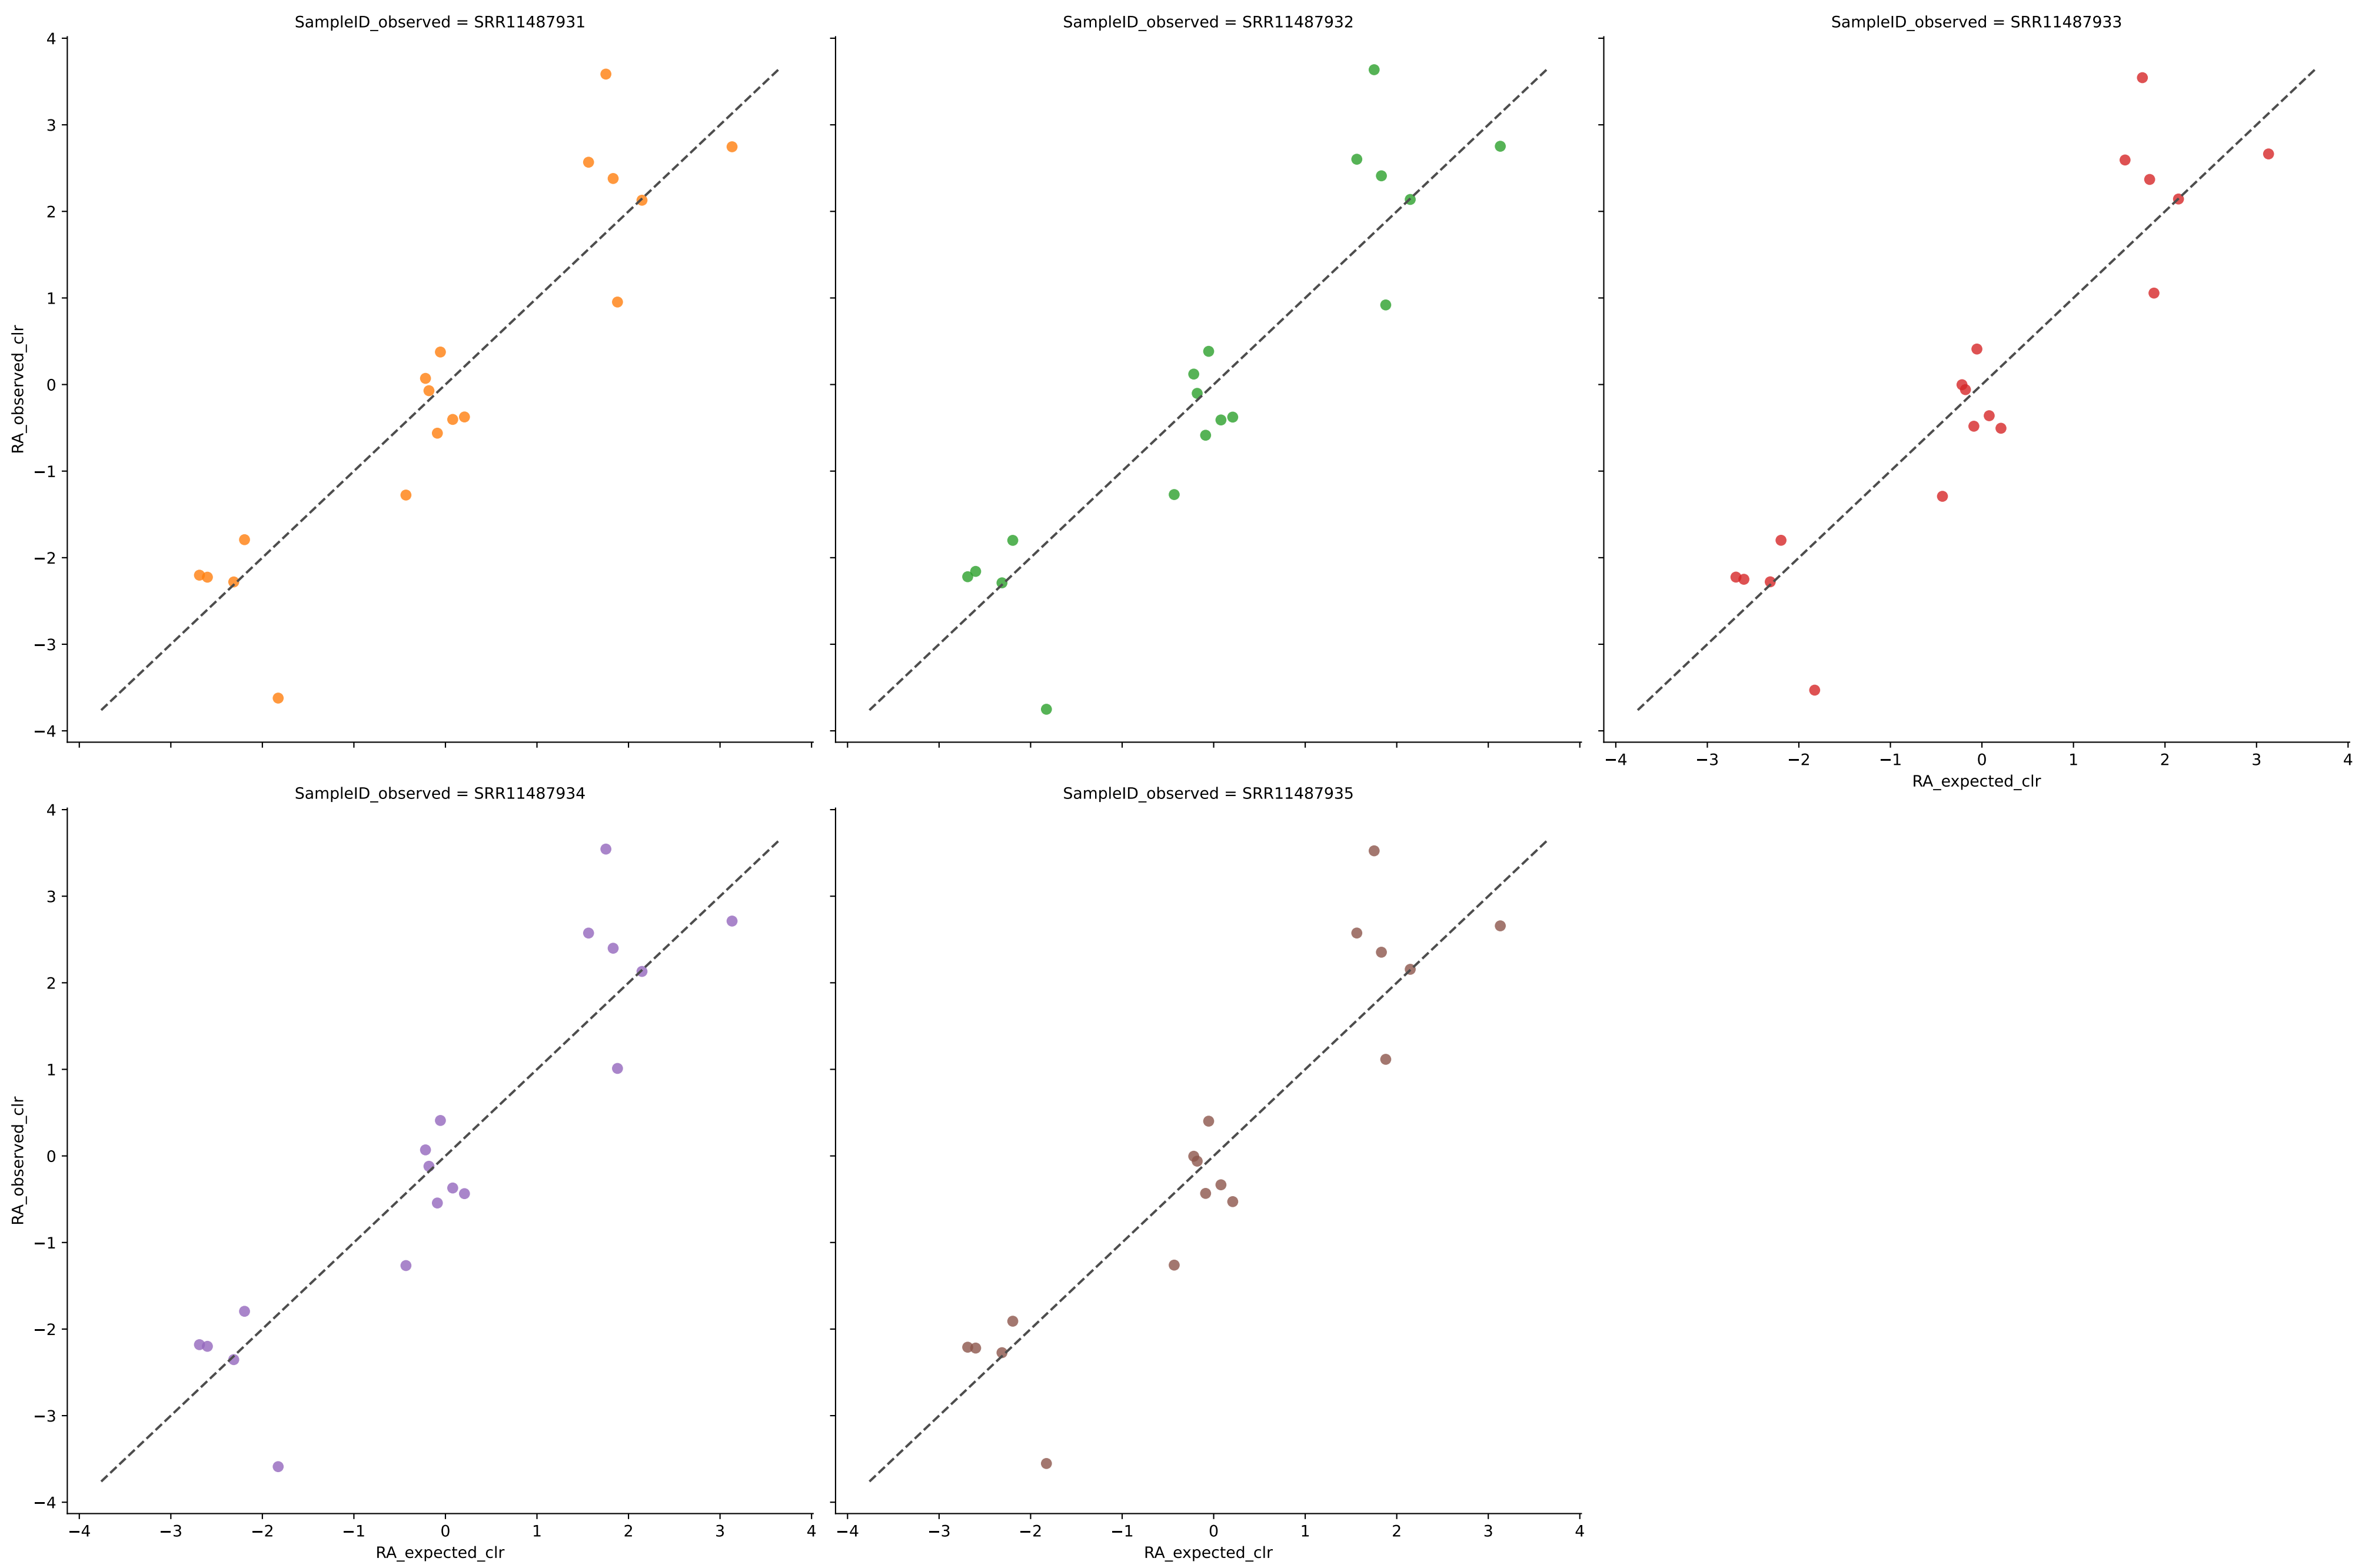 SampleID_observed = SRR11487931
SampleID_observed = SRR11487932
SampleID_observed = SRR11487933
4
3
2
1
0
−1
−2
−3
−4
RA_observed_clr
−4 −3 −2 −1 0 1 2 3 4
RA_expected_clr
SampleID_observed = SRR11487934
SampleID_observed = SRR11487935
4
3
2
1
0
−1
−2
−3
−4
RA_observed_clr
−4 −3 −2 −1 0 1 2 3 4
RA_expected_clr
−4 −3 −2 −1 0 1 2 3 4
RA_expected_clr